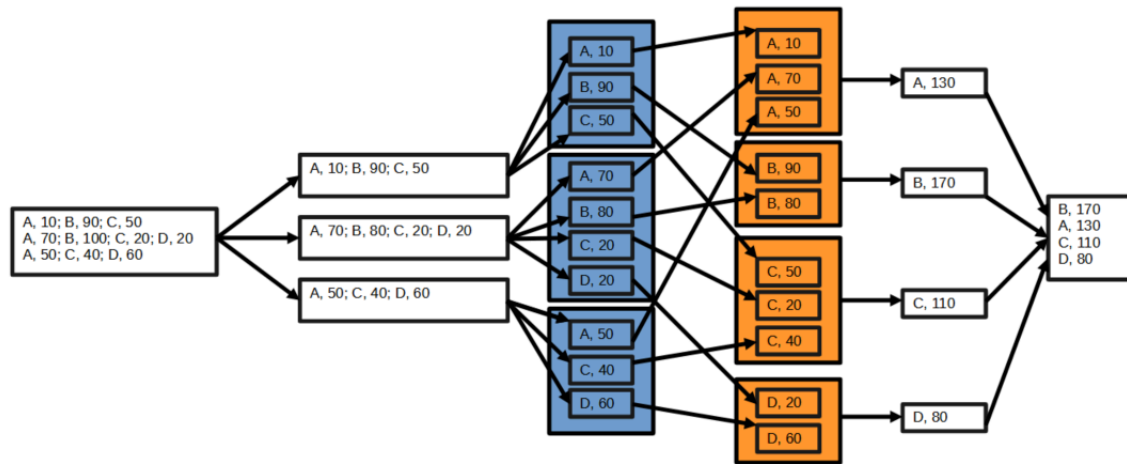 A, 10; B, 90; C, 50
A, 70; B, 100; C, 20; D, 20
A, 50; C, 40; D, 60
A, 10; B, 90; C, 50
A, 70; B, 80; C, 20; D, 20
A, 50; C, 40; D, 60
A, 10
B, 90
C, 50
A, 70
B, 80
C, 20
D, 20
A, 50
C, 40
D, 60
A, 10
A, 70
A, 50
B, 90
B, 80
C, 50
C, 20
C, 40
D, 20
D, 60
A, 130
B, 170
C, 110
D, 80
B, 170
A, 130
C, 110
D, 80